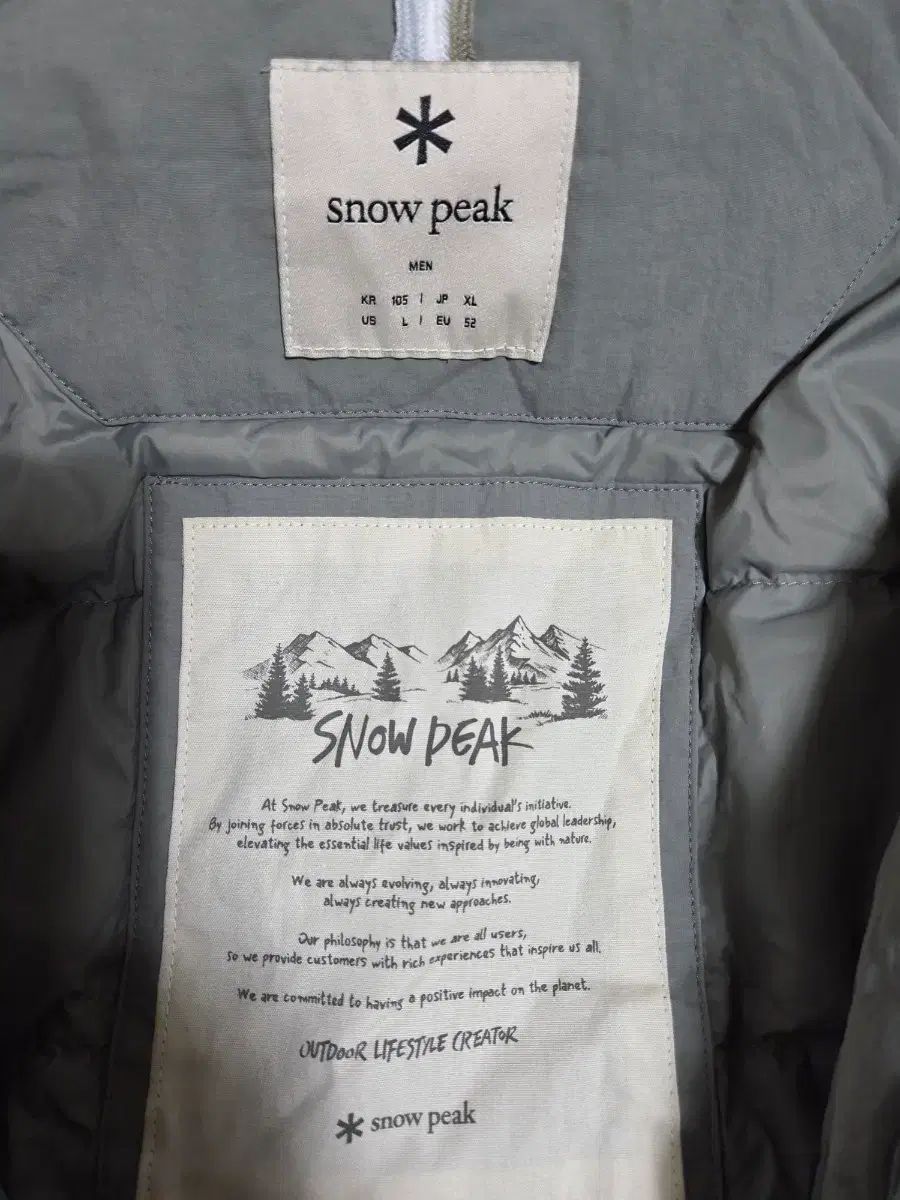 snow peak
MEN
KR 105 | JP XL
US L | EU 52
SNOW PEAK
At Snow Peak, we treasure every individual's initiative.
By joining forces in absolute trust, we work to achieve global leadership,
elevating the essential life values inspired by being with nature.
We are always evolving, always innovating,
always creating new approaches.
Our philosophy is that we are all users,
so we provide customers with rich experiences that inspire us all.
We are committed to having a positive impact on the planet.
OUTDOOR LIFESTYLE CREATOR
snow peak